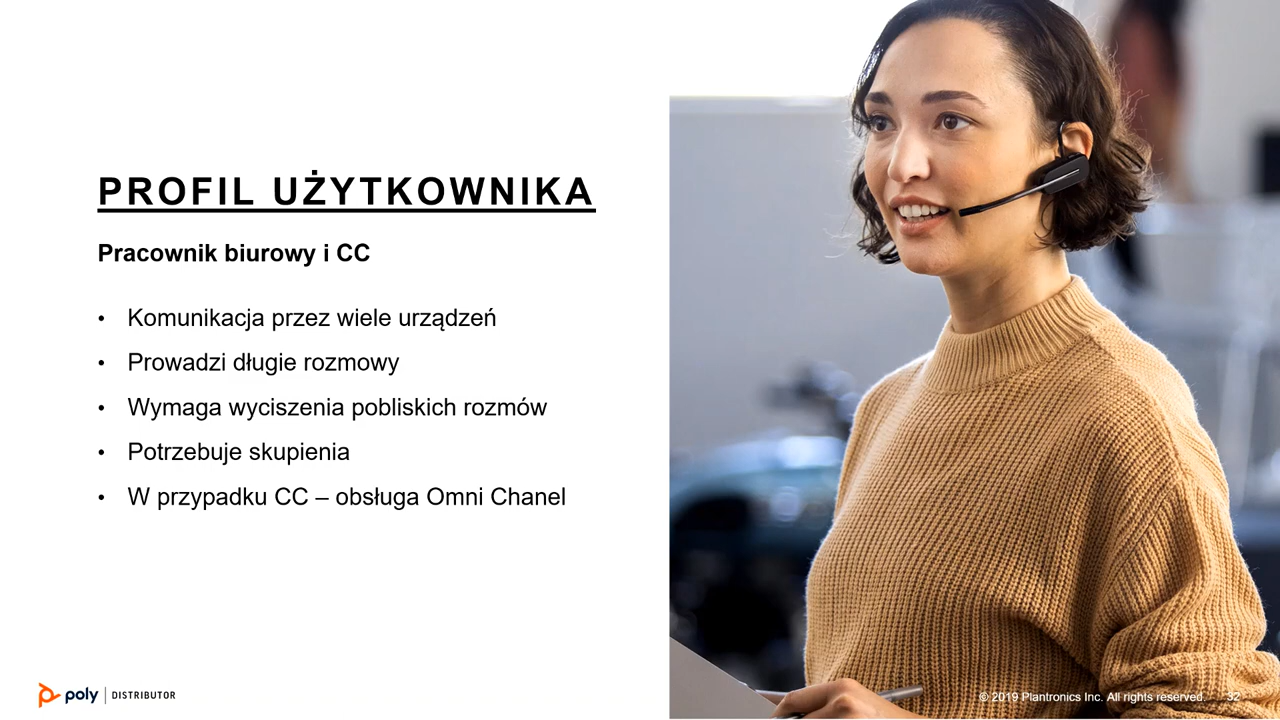 PROFIL UŻYTKOWNIKA
Pracownik biurowy i CC
• Komunikacja przez wiele urządzeń
• Prowadzi długie rozmowy
• Wymaga wyciszenia pobliskich rozmów
• Potrzebuje skupienia
• W przypadku CC – obsługa Omni Chanel
poly | DISTRIBUTOR
© 2019 Plantronics Inc. All rights reserved. 32